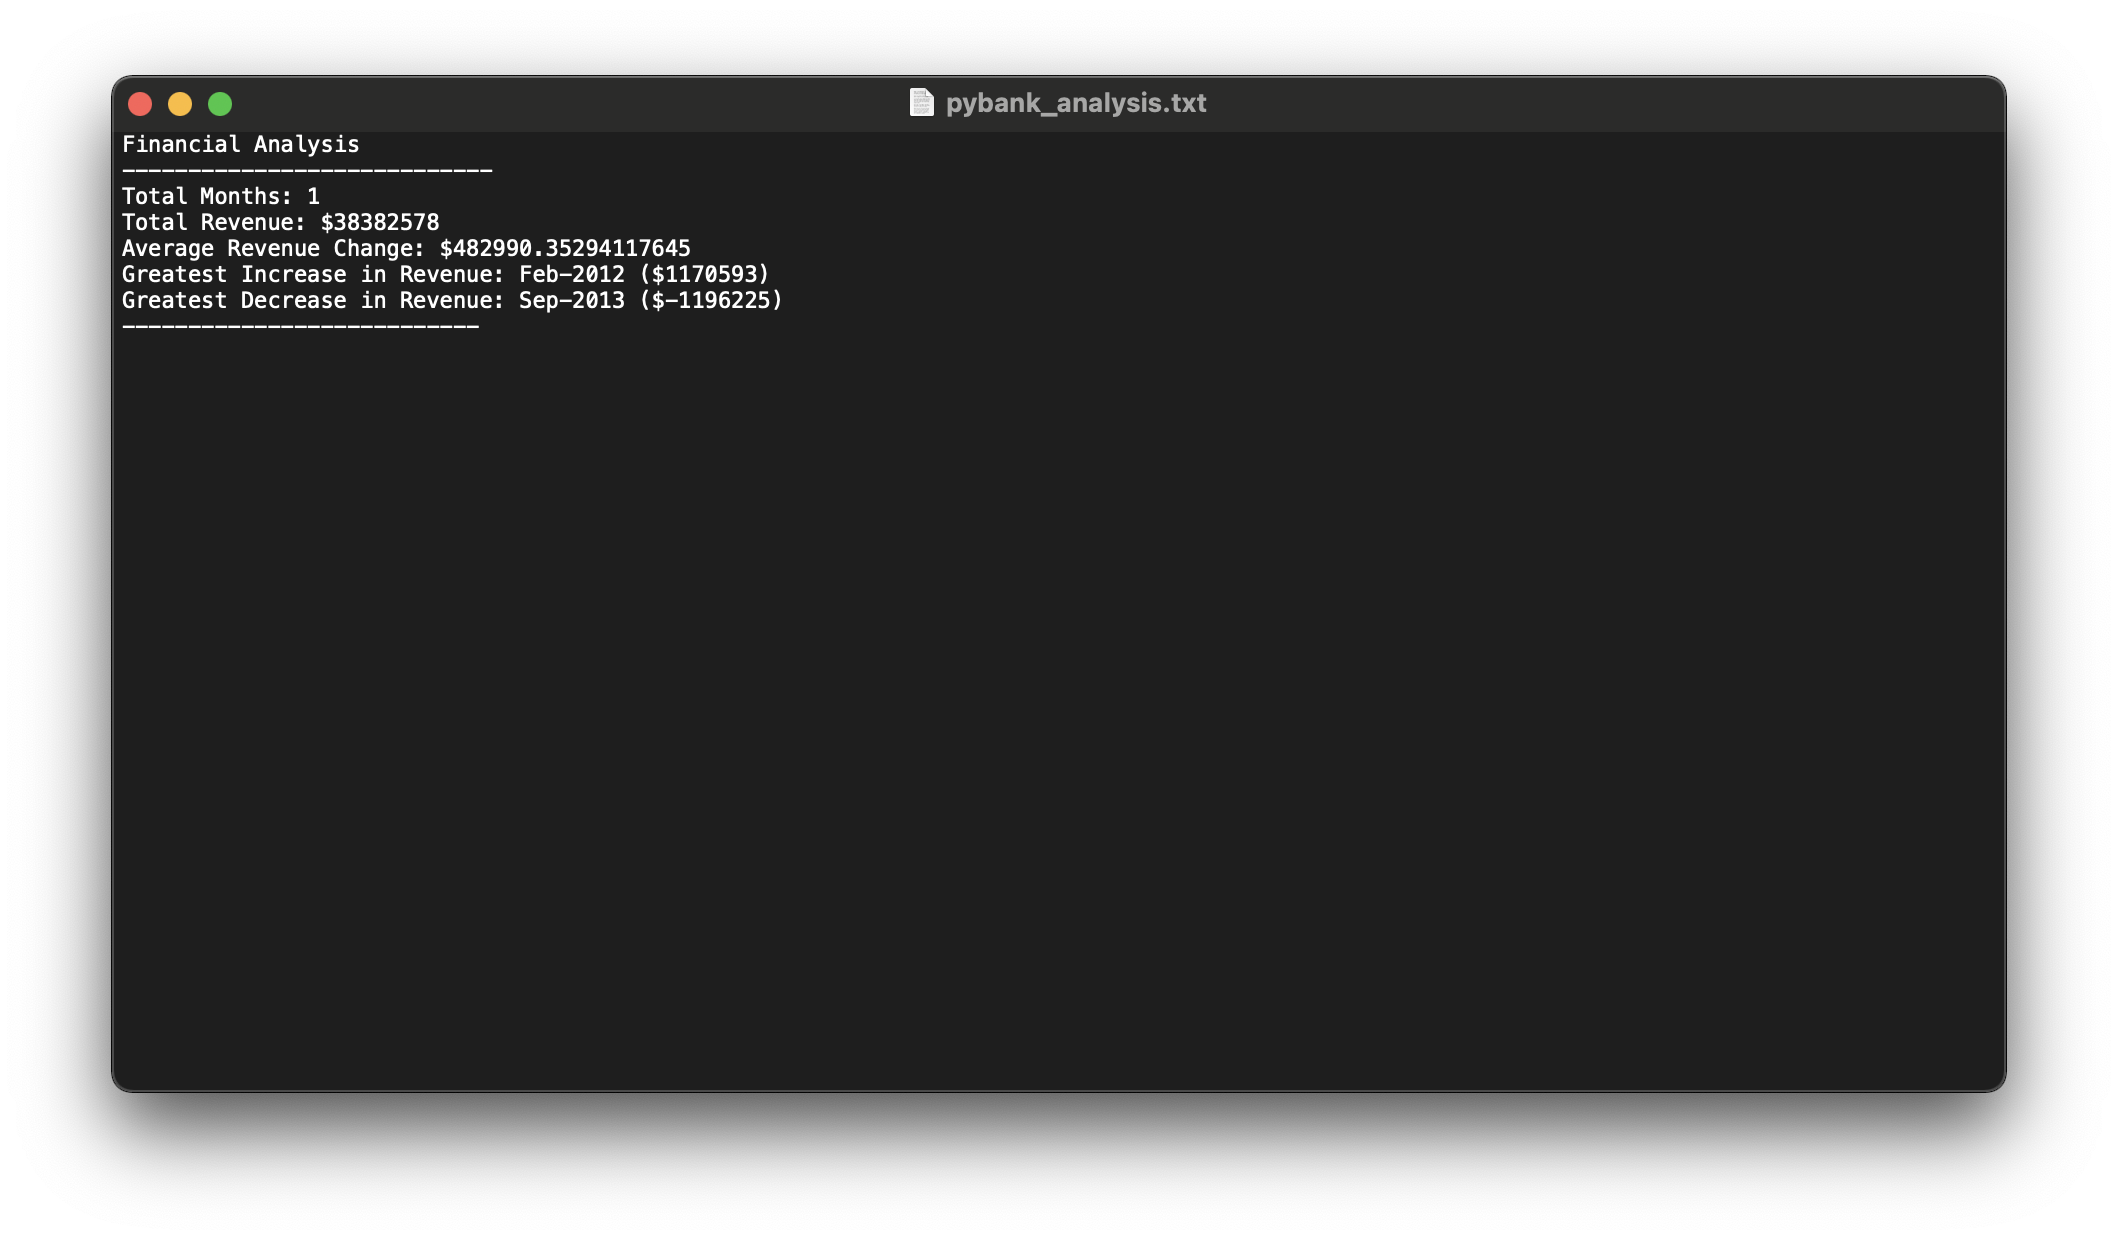 pybank_analysis.txt
Financial Analysis
----------------------------
Total Months: 1
Total Revenue: $38382578
Average Revenue Change: $482990.35294117645
Greatest Increase in Revenue: Feb-2012 ($1170593)
Greatest Decrease in Revenue: Sep-2013 ($-1196225)
---------------------------